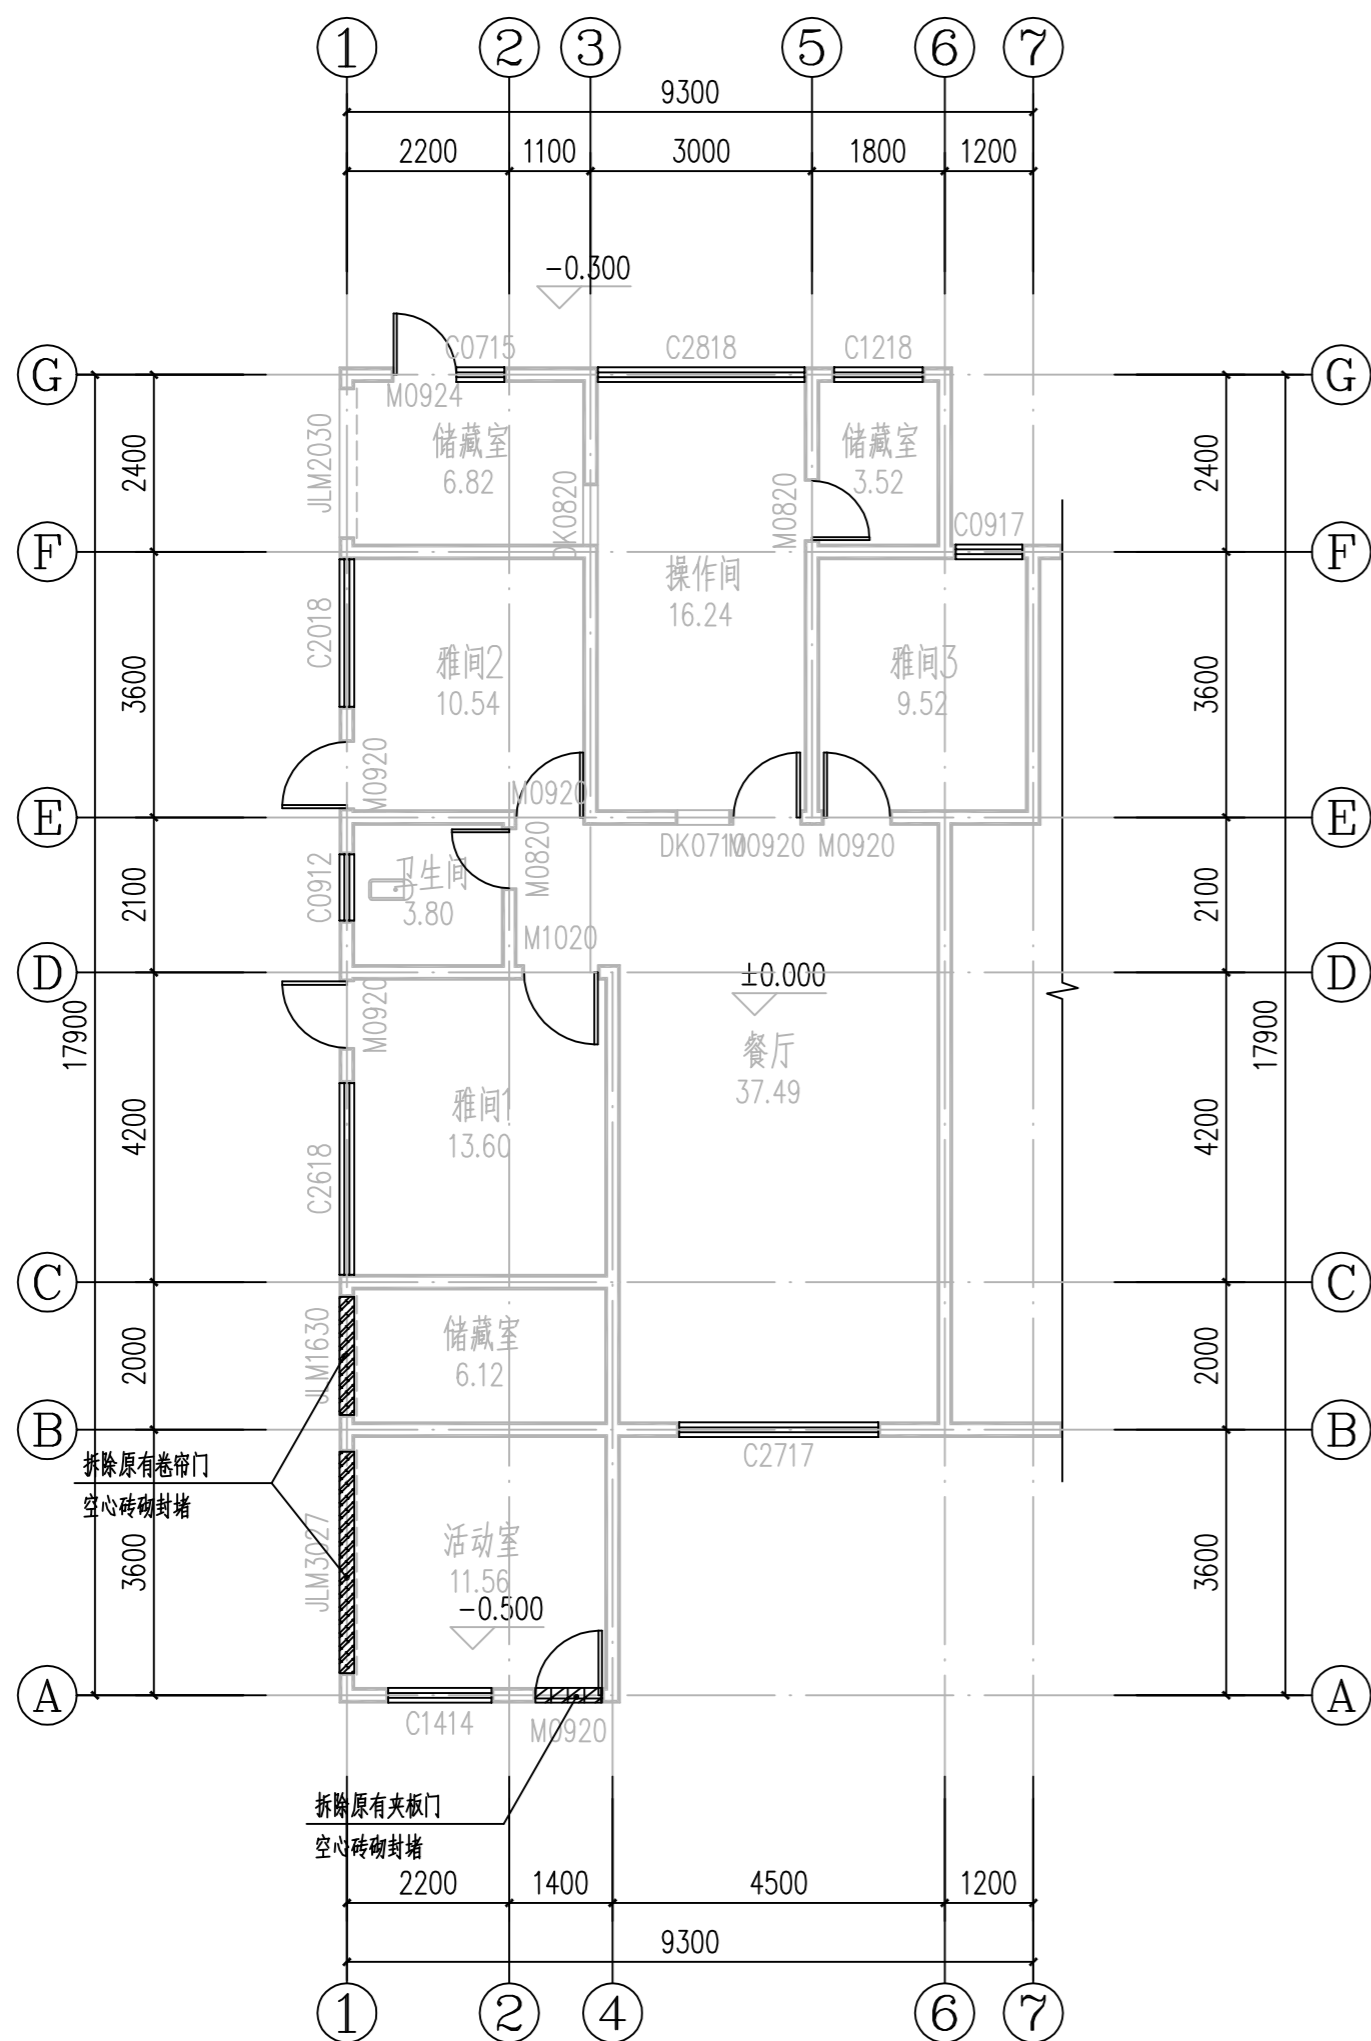 1 2 3 5 6 7
9300
2200 1100 3000 1800 1200
-0.300
G C0715 C2818 C1218 G
M0924
2400 JLM2030 储藏室 储藏室 2400
6.82 3.52
DK0820 M0820
C0917
F F
操作间
16.24
3600 C2018 雅间2 雅间3 3600
10.54 9.52
M0920 M0920
E E
DK0710 M0920 M0920
M0820
2100 C0912 卫生间 2100
3.80
M1020
D ±0.000 D
17900 M0920 17900
餐厅
37.49
4200 雅间1 4200
13.60
C2618
C C
2000 JLM1630 储藏室 2000
6.12
B B
C2717
拆除原有卷帘门
空心砖砌封堵
3600 JLM3027 活动室 3600
11.56
-0.500
A A
C1414 M0920
拆除原有夹板门
空心砖砌封堵
2200 1400 4500 1200
9300
1 2 4 6 7